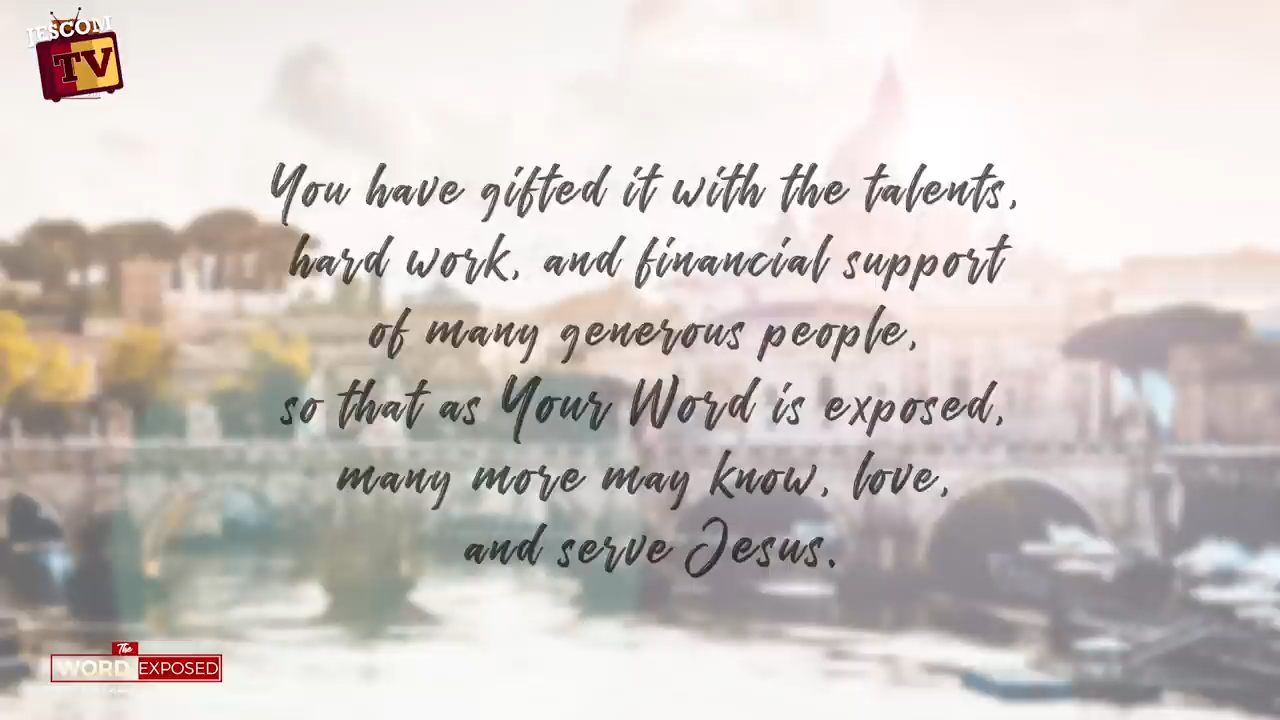 JESCOM
TV
You have gifted it with the talents,
hard work, and financial support
of many generous people,
so that as Your Word is exposed,
many more may know, love,
and serve Jesus.
The
WORD EXPOSED